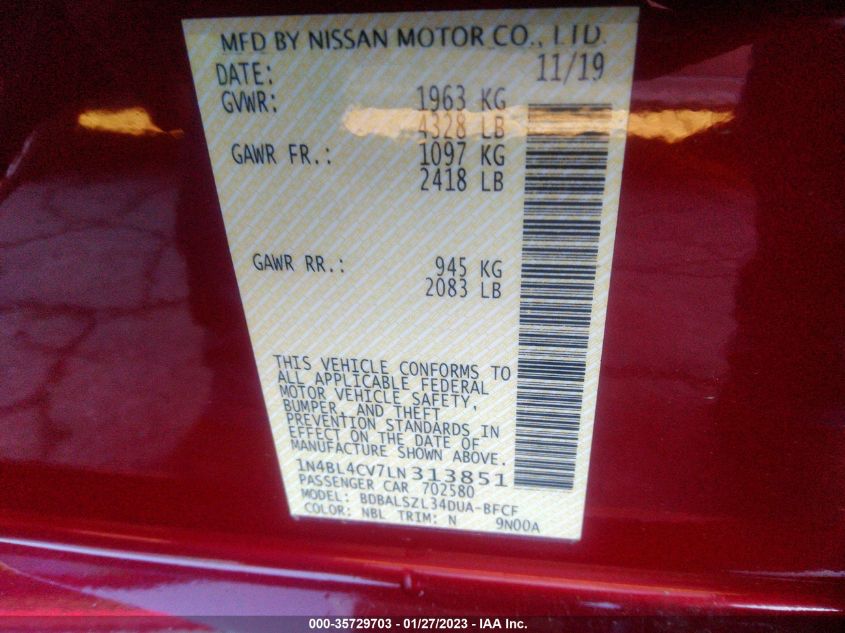 MFD BY NISSAN MOTOR CO., LTD.
DATE: 11/19
GVWR: 1963 KG
4328 LB
GAWR FR.: 1097 KG
2418 LB
GAWR RR.: 945 KG
2083 LB
THIS VEHICLE CONFORMS TO
ALL APPLICABLE FEDERAL
MOTOR VEHICLE SAFETY,
BUMPER, AND THEFT
PREVENTION STANDARDS IN
EFFECT ON THE DATE OF
MANUFACTURE SHOWN ABOVE.
1N4BL4CV7LN313851
PASSENGER CAR 702580
MODEL: BDBALSZL34DUA-BFCF
COLOR: NBL TRIM: N 9N00A
000-35729703 — 01/27/2023 — IAA Inc.